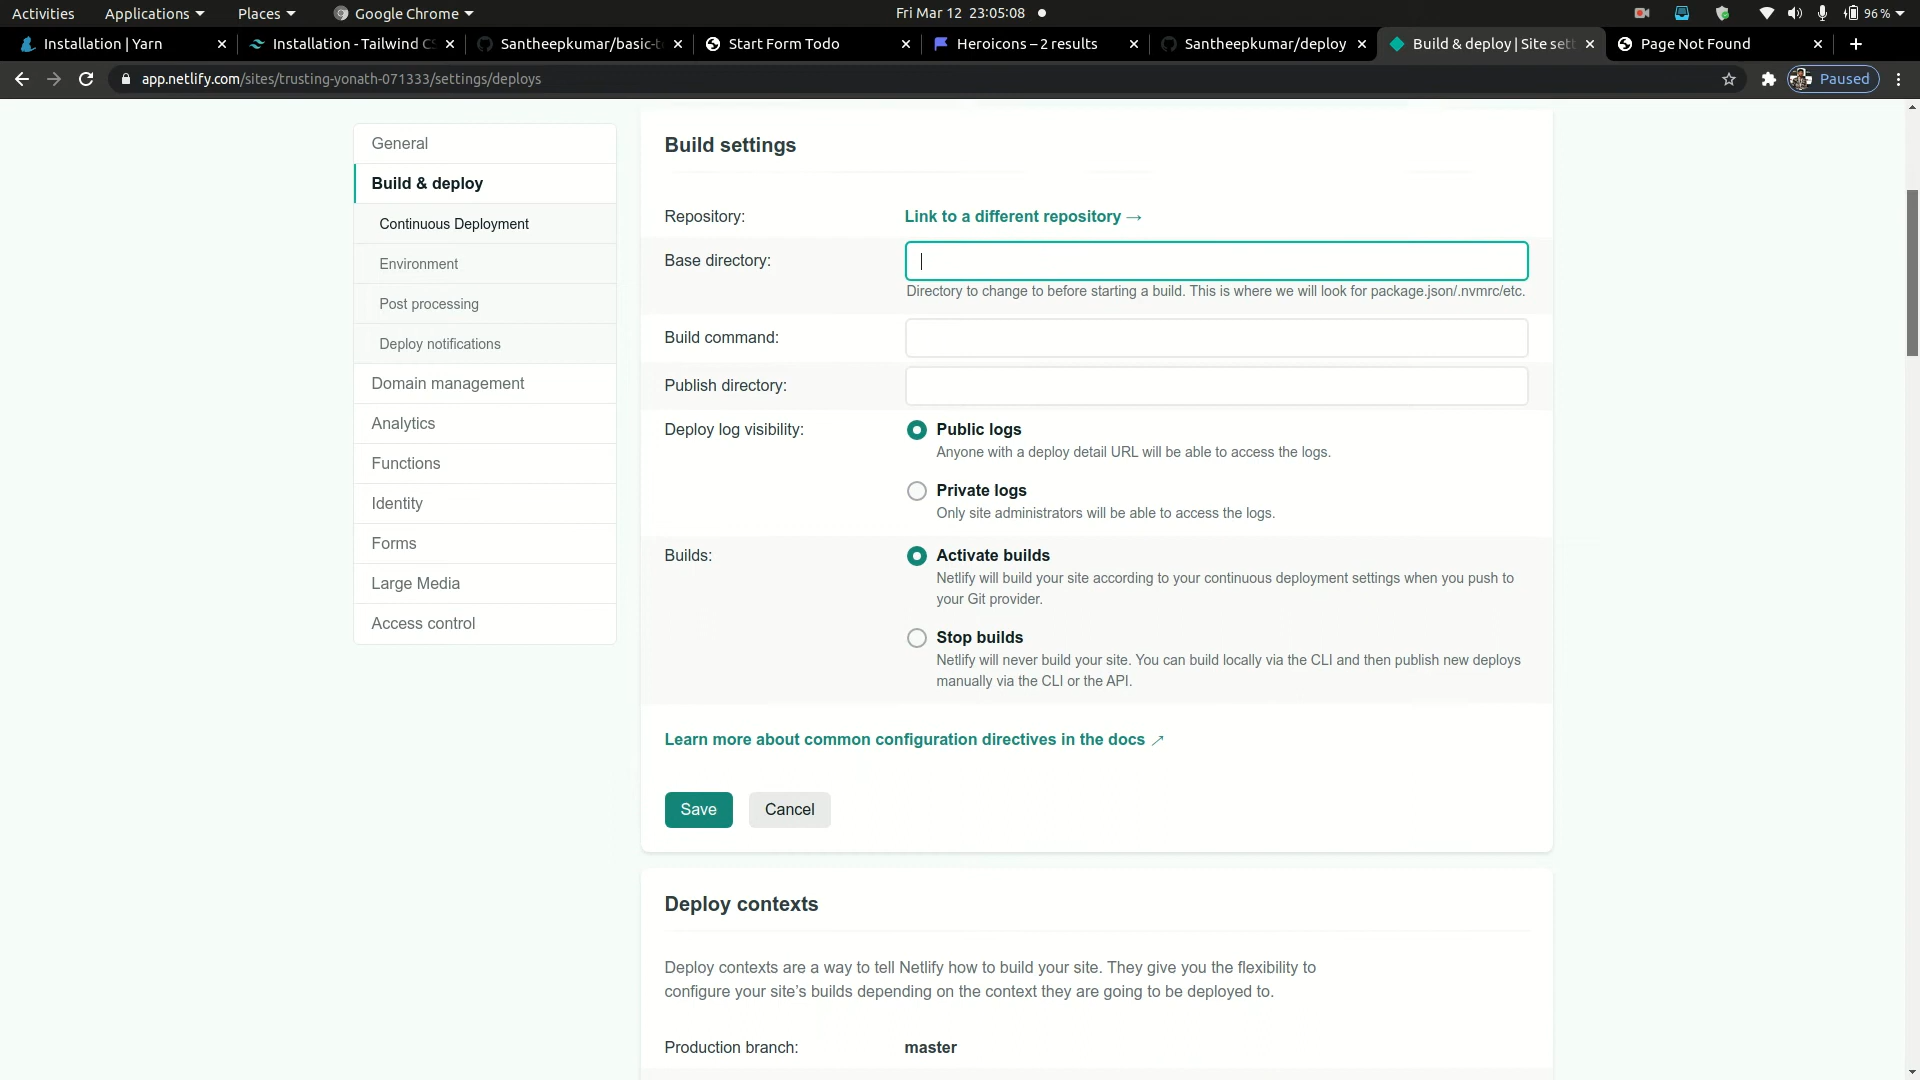 Activities Applications Places Google Chrome Fri Mar 12 23:05:08 96 %
Installation | Yarn Installation - Tailwind CS Santheepkumar/basic-t Start Form Todo Heroicons – 2 results Santheepkumar/deploy Build & deploy | Site sett Page Not Found
app.netlify.com/sites/trusting-yonath-071333/settings/deploys Paused
General
Build & deploy
Continuous Deployment
Environment
Post processing
Deploy notifications
Domain management
Analytics
Functions
Identity
Forms
Large Media
Access control
Build settings
Repository: Link to a different repository →
Base directory:
Directory to change to before starting a build. This is where we will look for package.json/.nvmrc/etc.
Build command:
Publish directory:
Deploy log visibility: Public logs
Anyone with a deploy detail URL will be able to access the logs.
Private logs
Only site administrators will be able to access the logs.
Builds: Activate builds
Netlify will build your site according to your continuous deployment settings when you push to
your Git provider.
Stop builds
Netlify will never build your site. You can build locally via the CLI and then publish new deploys
manually via the CLI or the API.
Learn more about common configuration directives in the docs ↗
Save Cancel
Deploy contexts
Deploy contexts are a way to tell Netlify how to build your site. They give you the flexibility to
configure your site’s builds depending on the context they are going to be deployed to.
Production branch: master